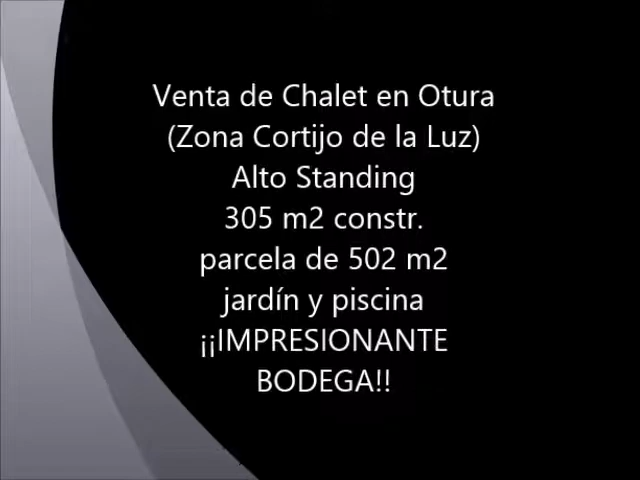 Venta de Chalet en Otura
(Zona Cortijo de la Luz)
Alto Standing
305 m2 constr.
parcela de 502 m2
jardín y piscina
¡¡IMPRESIONANTE
BODEGA!!